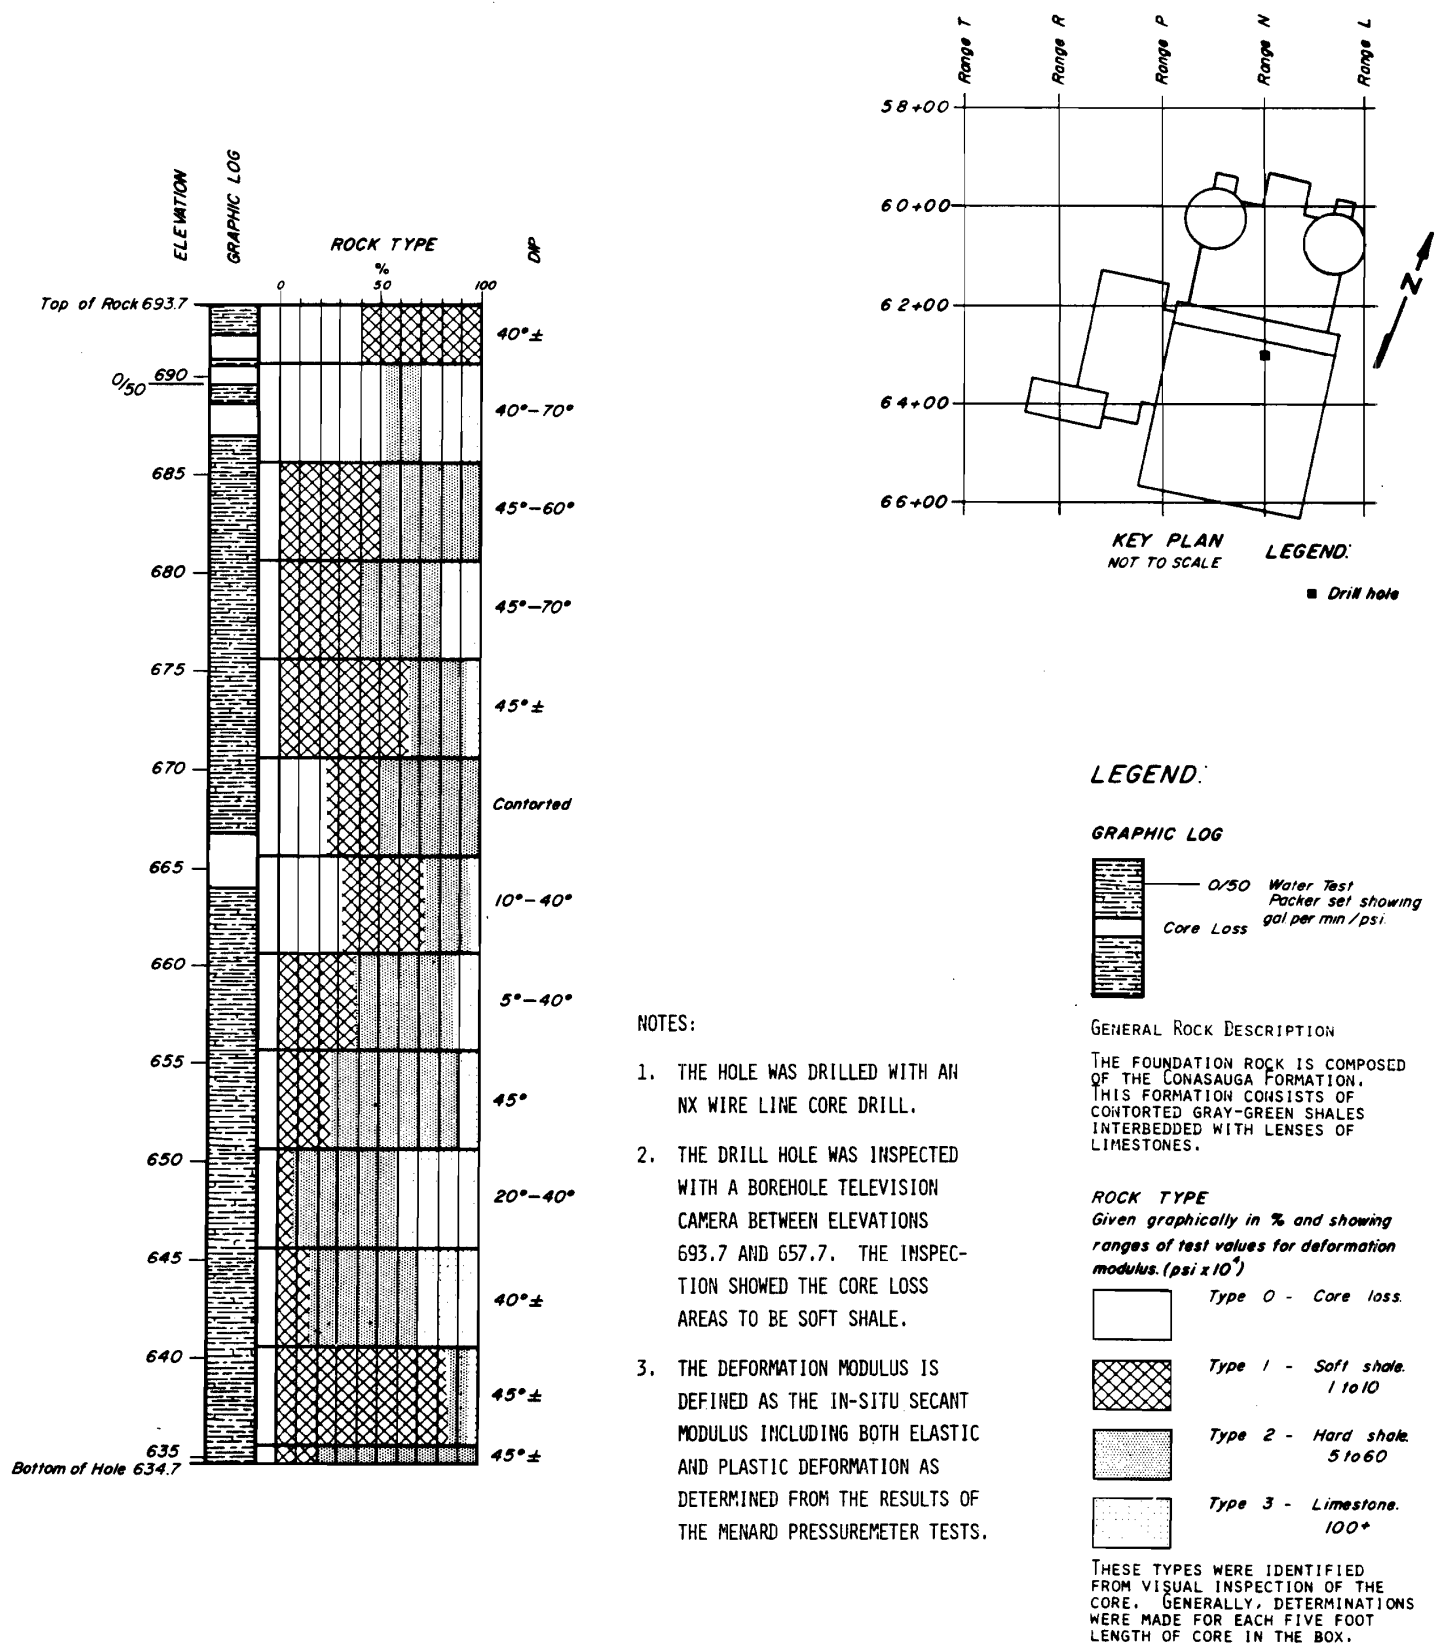 ELEVATION
GRAPHIC LOG
ROCK TYPE
%
0 50 100
DIP
Top of Rock 693.7
690
0/50
685
680
675
670
665
660
655
650
645
640
635
Bottom of Hole 634.7
40°±
40°-70°
45°-60°
45°-70°
45°±
Contorted
10°-40°
5°-40°
45°
20°-40°
40°±
45°±
45°±
Range T
Range R
Range P
Range N
Range L
58+00
60+00
62+00
64+00
66+00
N
KEY PLAN
NOT TO SCALE
LEGEND:
Drill hole
NOTES:
1. THE HOLE WAS DRILLED WITH AN
NX WIRE LINE CORE DRILL.
2. THE DRILL HOLE WAS INSPECTED
WITH A BOREHOLE TELEVISION
CAMERA BETWEEN ELEVATIONS
693.7 AND 657.7. THE INSPEC-
TION SHOWED THE CORE LOSS
AREAS TO BE SOFT SHALE.
3. THE DEFORMATION MODULUS IS
DEFINED AS THE IN-SITU SECANT
MODULUS INCLUDING BOTH ELASTIC
AND PLASTIC DEFORMATION AS
DETERMINED FROM THE RESULTS OF
THE MENARD PRESSUREMETER TESTS.
LEGEND:
GRAPHIC LOG
0/50 Water Test
Packer set showing
gal per min/psi.
Core Loss
GENERAL ROCK DESCRIPTION
THE FOUNDATION ROCK IS COMPOSED
OF THE CONASAUGA FORMATION.
THIS FORMATION CONSISTS OF
CONTORTED GRAY-GREEN SHALES
INTERBEDDED WITH LENSES OF
LIMESTONES.
ROCK TYPE
Given graphically in % and showing
ranges of test values for deformation
modulus. (psi x 10⁴)
Type 0 - Core loss.
Type 1 - Soft shale.
1 to 10
Type 2 - Hard shale.
5 to 60
Type 3 - Limestone.
100+
THESE TYPES WERE IDENTIFIED
FROM VISUAL INSPECTION OF THE
CORE. GENERALLY, DETERMINATIONS
WERE MADE FOR EACH FIVE FOOT
LENGTH OF CORE IN THE BOX.